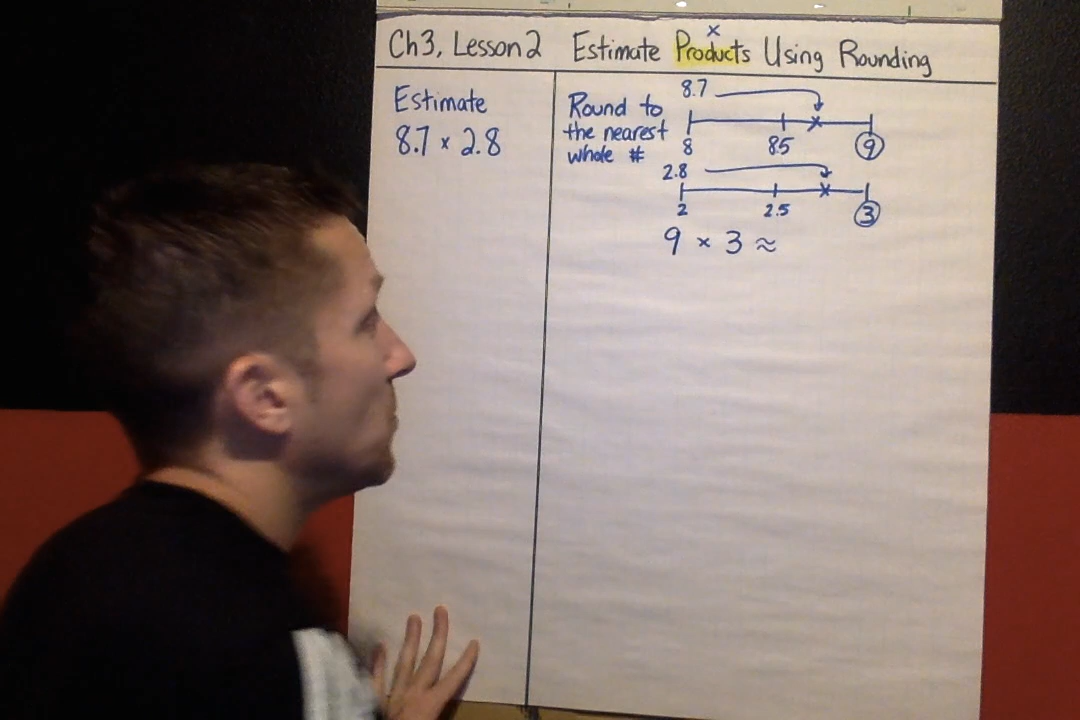 x
Ch3, Lesson 2 Estimate Products Using Rounding
Estimate
8.7 x 2.8
Round to
the nearest
whole #
8.7
8 8.5 9
2.8
2 2.5 3
9 x 3 ≈